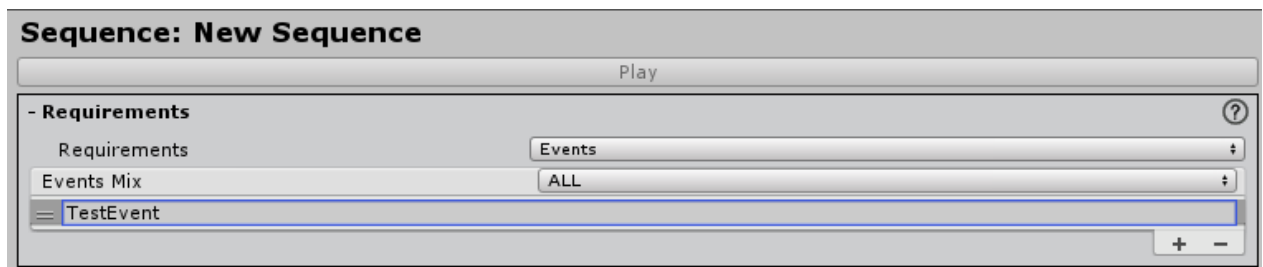 Sequence: New Sequence
Play
- Requirements
?
Requirements Events
Events Mix ALL
TestEvent
+ -